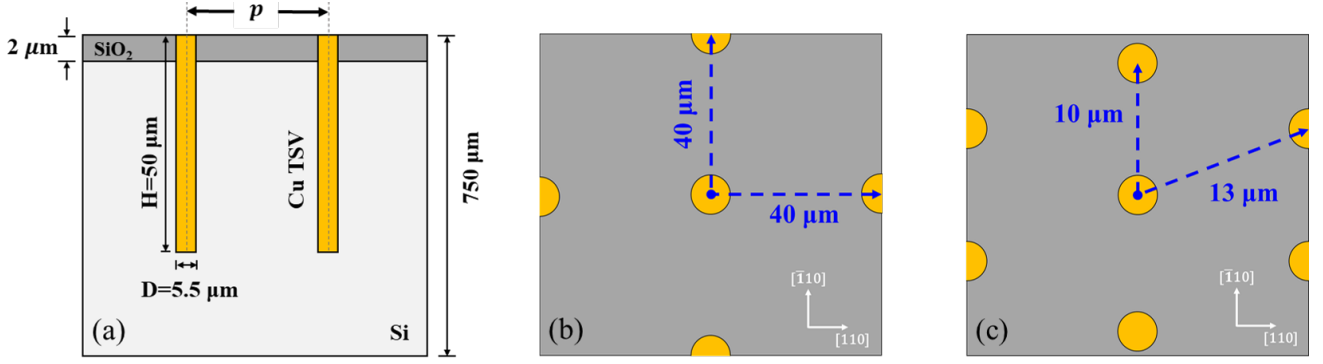 p
2 µm
SiO₂
H=50 µm
Cu TSV
750 µm
D=5.5 µm
(a)
Si
40 µm
40 µm
[1̅10]
[110]
(b)
10 µm
13 µm
[1̅10]
[110]
(c)